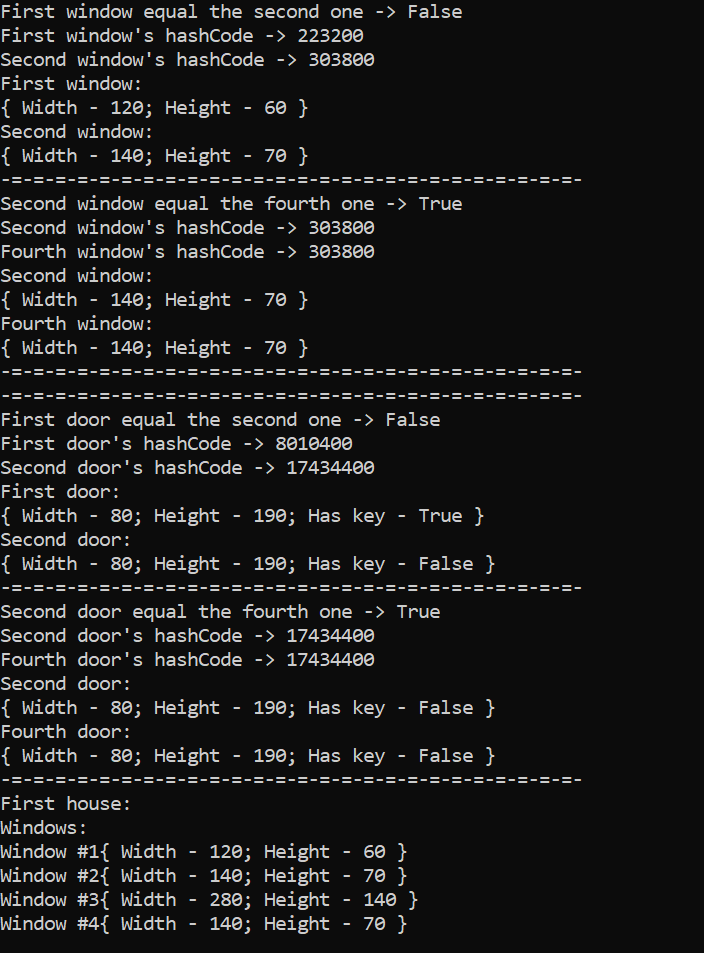 First window equal the second one -> False
First window's hashCode -> 223200
Second window's hashCode -> 303800
First window:
{ Width - 120; Height - 60 }
Second window:
{ Width - 140; Height - 70 }
-=-=-=-=-=-=-=-=-=-=-=-=-=-=-=-=-=-=-=-=-=-=-=-=-=-=-
Second window equal the fourth one -> True
Second window's hashCode -> 303800
Fourth window's hashCode -> 303800
Second window:
{ Width - 140; Height - 70 }
Fourth window:
{ Width - 140; Height - 70 }
-=-=-=-=-=-=-=-=-=-=-=-=-=-=-=-=-=-=-=-=-=-=-=-=-=-=-
-=-=-=-=-=-=-=-=-=-=-=-=-=-=-=-=-=-=-=-=-=-=-=-=-=-=-
First door equal the second one -> False
First door's hashCode -> 8010400
Second door's hashCode -> 17434400
First door:
{ Width - 80; Height - 190; Has key - True }
Second door:
{ Width - 80; Height - 190; Has key - False }
-=-=-=-=-=-=-=-=-=-=-=-=-=-=-=-=-=-=-=-=-=-=-=-=-=-=-
Second door equal the fourth one -> True
Second door's hashCode -> 17434400
Fourth door's hashCode -> 17434400
Second door:
{ Width - 80; Height - 190; Has key - False }
Fourth door:
{ Width - 80; Height - 190; Has key - False }
-=-=-=-=-=-=-=-=-=-=-=-=-=-=-=-=-=-=-=-=-=-=-=-=-=-=-
First house:
Windows:
Window #1{ Width - 120; Height - 60 }
Window #2{ Width - 140; Height - 70 }
Window #3{ Width - 280; Height - 140 }
Window #4{ Width - 140; Height - 70 }